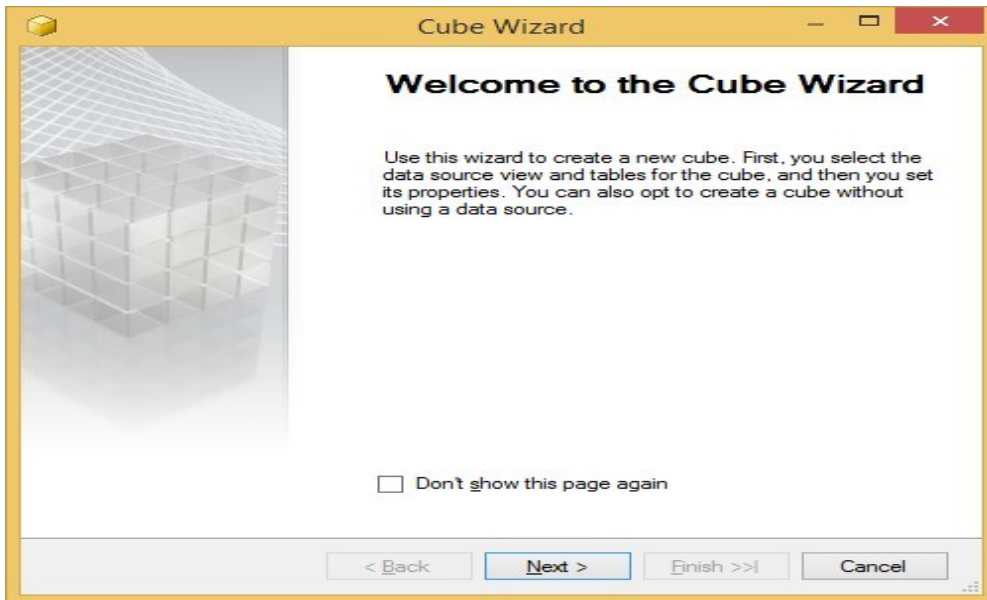 Cube Wizard
Welcome to the Cube Wizard
Use this wizard to create a new cube. First, you select the
data source view and tables for the cube, and then you set
its properties. You can also opt to create a cube without
using a data source.
Don't show this page again
< Back Next > Finish >>| Cancel